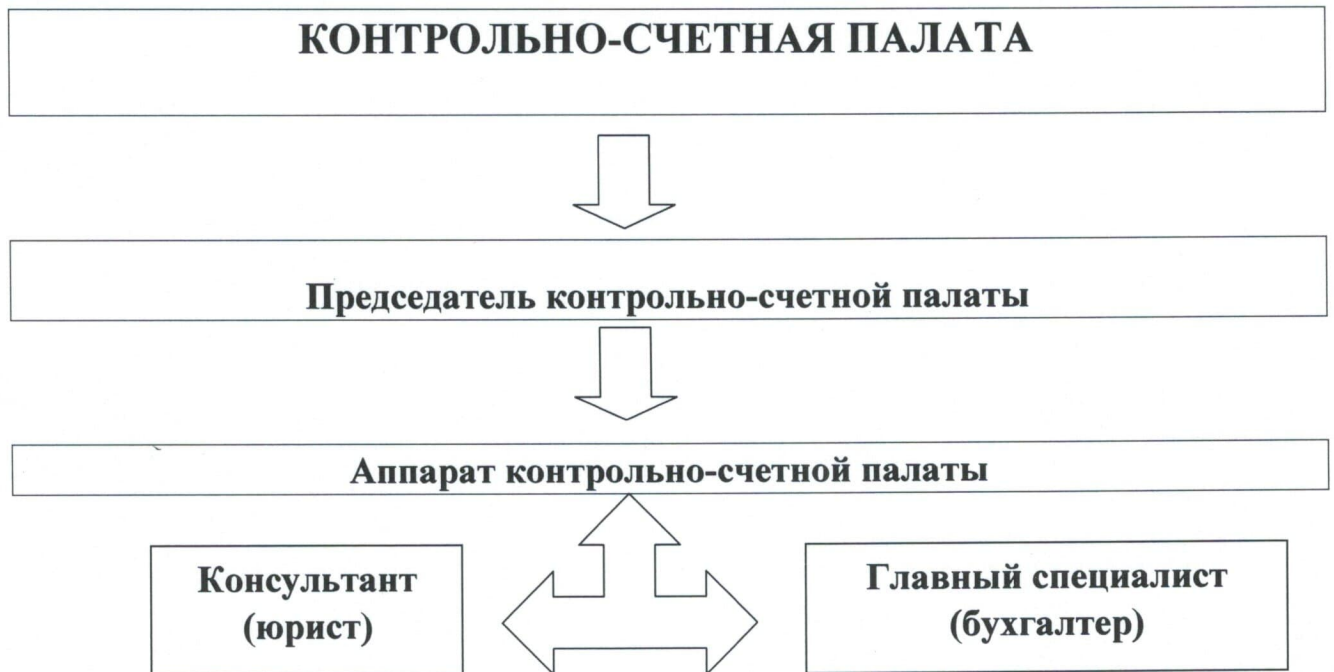 КОНТРОЛЬНО-СЧЕТНАЯ ПАЛАТА
Председатель контрольно-счетной палаты
Аппарат контрольно-счетной палаты
Консультант
(юрист)
Главный специалист
(бухгалтер)